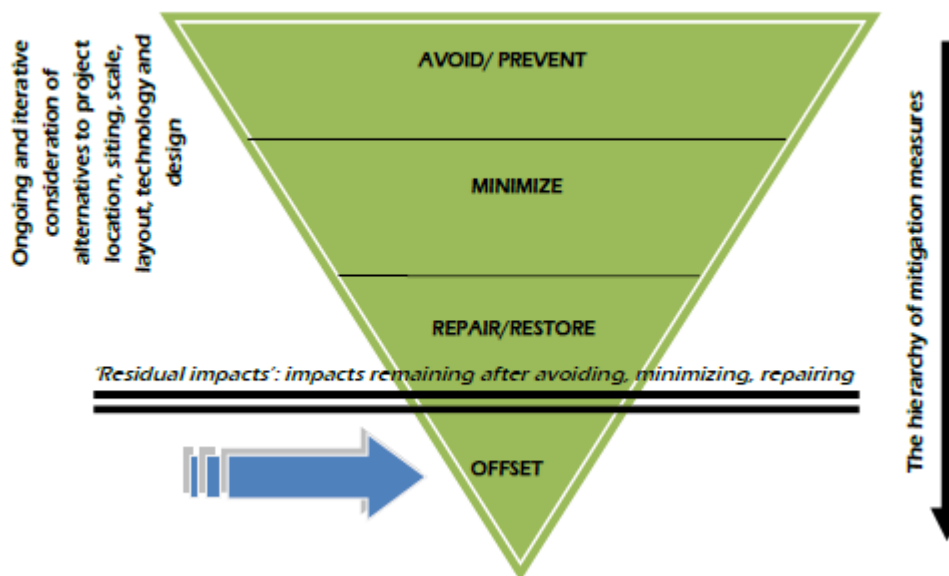 Ongoing and iterative
consideration of
alternatives to project
location, siting, scale,
layout, technology and
design
AVOID/ PREVENT
MINIMIZE
REPAIR/RESTORE
'Residual impacts': impacts remaining after avoiding, minimizing, repairing
OFFSET
The hierarchy of mitigation measures